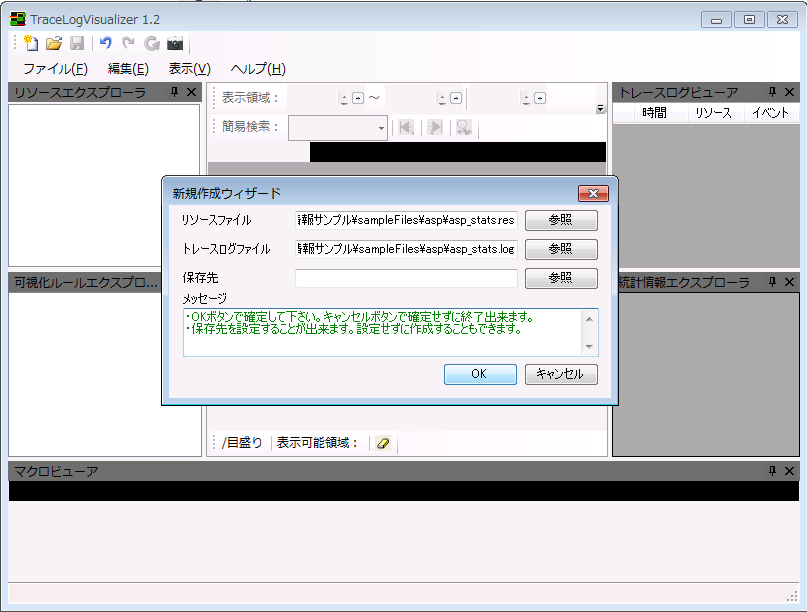 TraceLogVisualizer 1.2
ファイル(F) 編集(E) 表示(V) ヘルプ(H)
リソースエクスプローラ
表示領域：
～
簡易検索：
トレースログビューア
時間 リソース イベント
新規作成ウィザード
リソースファイル
報サンプル¥sampleFiles¥asp¥asp_stats.res
参照
トレースログファイル
報サンプル¥sampleFiles¥asp¥asp_stats.log
参照
保存先
参照
メッセージ
・OKボタンで確定して下さい。キャンセルボタンで確定せずに終了出来ます。
・保存先を設定することが出来ます。設定せずに作成することもできます。
OK
キャンセル
可視化ルールエクスプロ...
統計情報エクスプローラ
/目盛り 表示可能領域：
マクロビューア